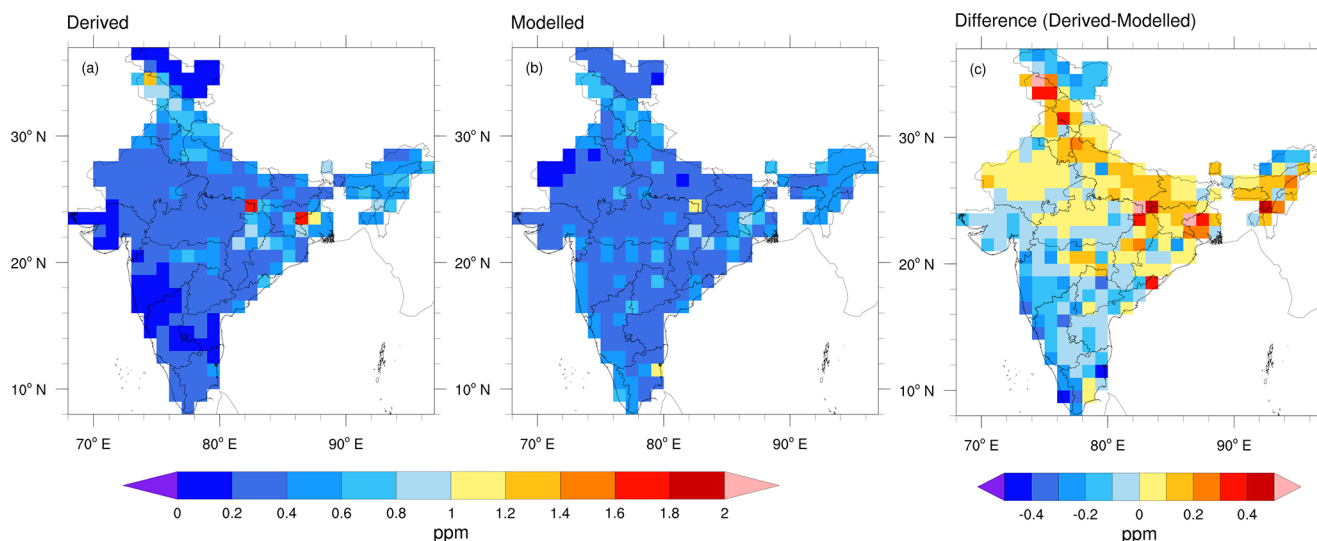 Derived
Modelled
Difference (Derived-Modelled)
(a)
(b)
(c)
30° N
20° N
10° N
30° N
20° N
10° N
30° N
20° N
10° N
70° E 80° E 90° E
70° E 80° E 90° E
70° E 80° E 90° E
0 0.2 0.4 0.6 0.8 1 1.2 1.4 1.6 1.8 2
ppm
-0.4 -0.2 0 0.2 0.4
ppm